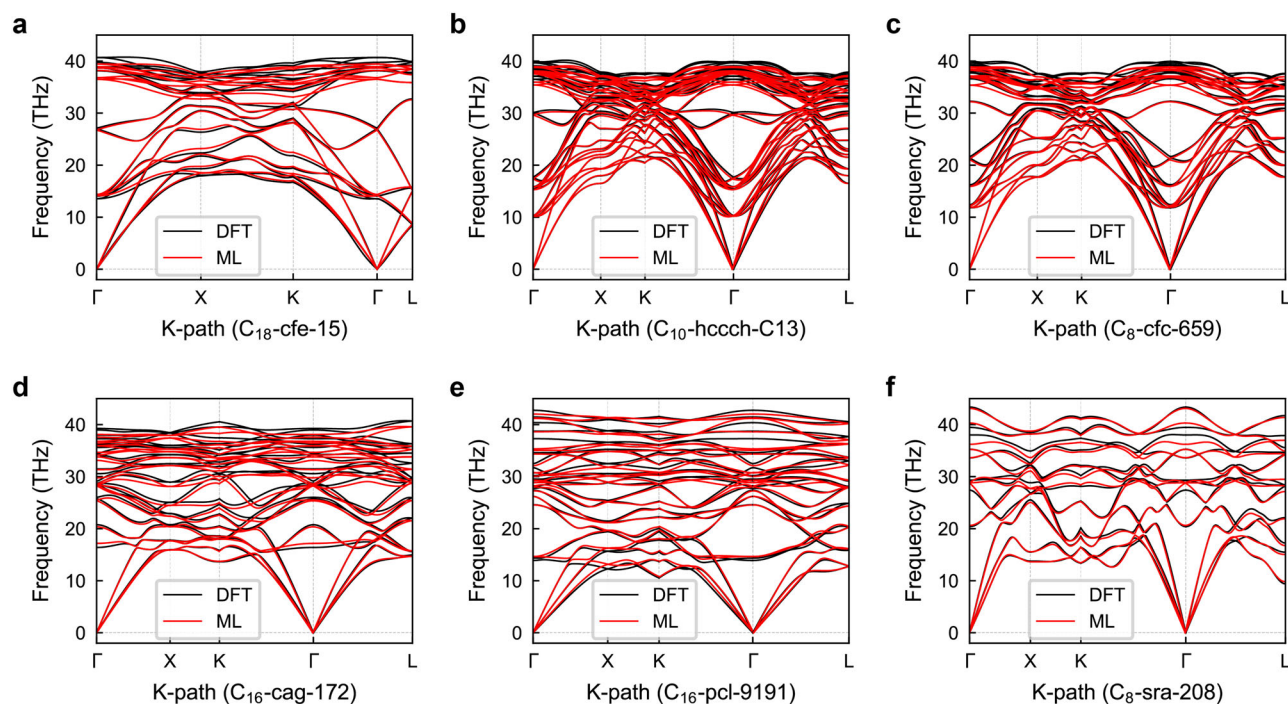 a
40
30
20
10
0
Frequency (THz)
DFT
ML
Γ X K Γ L
K-path (C₁₈-cfe-15)
b
40
30
20
10
0
Frequency (THz)
DFT
ML
Γ X K Γ L
K-path (C₁₀-hccch-C13)
c
40
30
20
10
0
Frequency (THz)
DFT
ML
Γ X K Γ L
K-path (C₈-cfc-659)
d
40
30
20
10
0
Frequency (THz)
DFT
ML
Γ X K Γ L
K-path (C₁₆-cag-172)
e
40
30
20
10
0
Frequency (THz)
DFT
ML
Γ X K Γ L
K-path (C₁₆-pcl-9191)
f
40
30
20
10
0
Frequency (THz)
DFT
ML
Γ X K Γ L
K-path (C₈-sra-208)